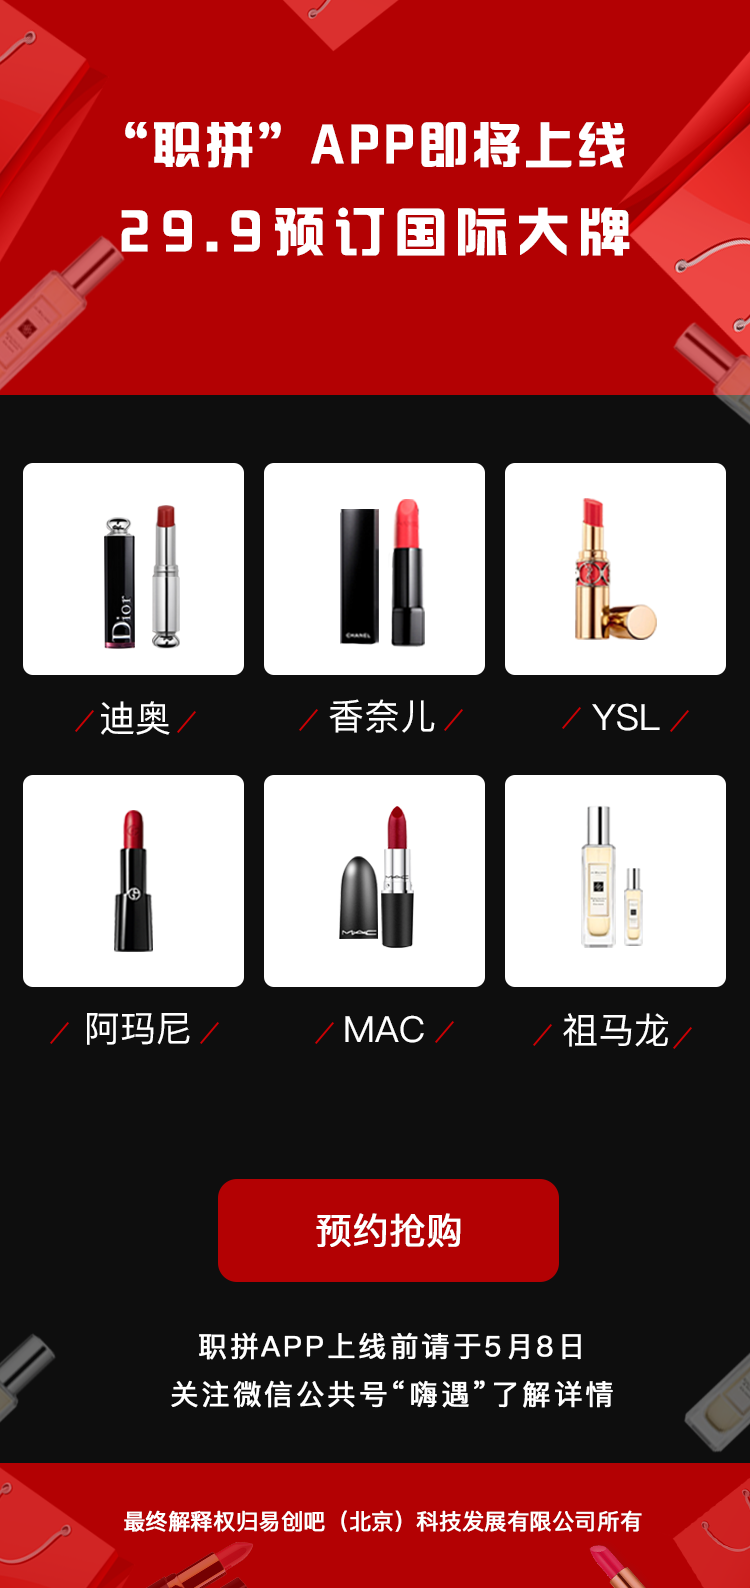 “职拼”APP即将上线
29.9预订国际大牌
Dior
CHANEL
迪奥
香奈儿
YSL
MAC
阿玛尼
MAC
祖马龙
预约抢购
职拼APP上线前请于5月8日
关注微信公共号“嗨遇”了解详情
最终解释权归易创吧（北京）科技发展有限公司所有